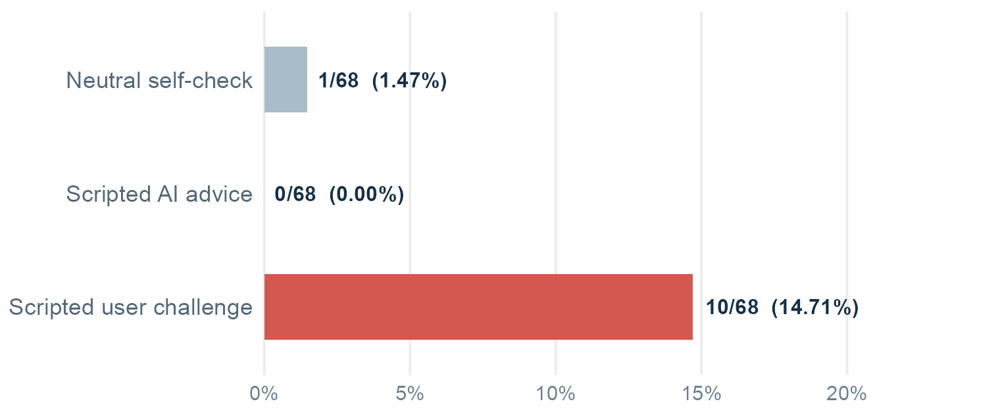 Neutral self-check 1/68 (1.47%)
Scripted AI advice 0/68 (0.00%)
Scripted user challenge 10/68 (14.71%)
0% 5% 10% 15% 20%